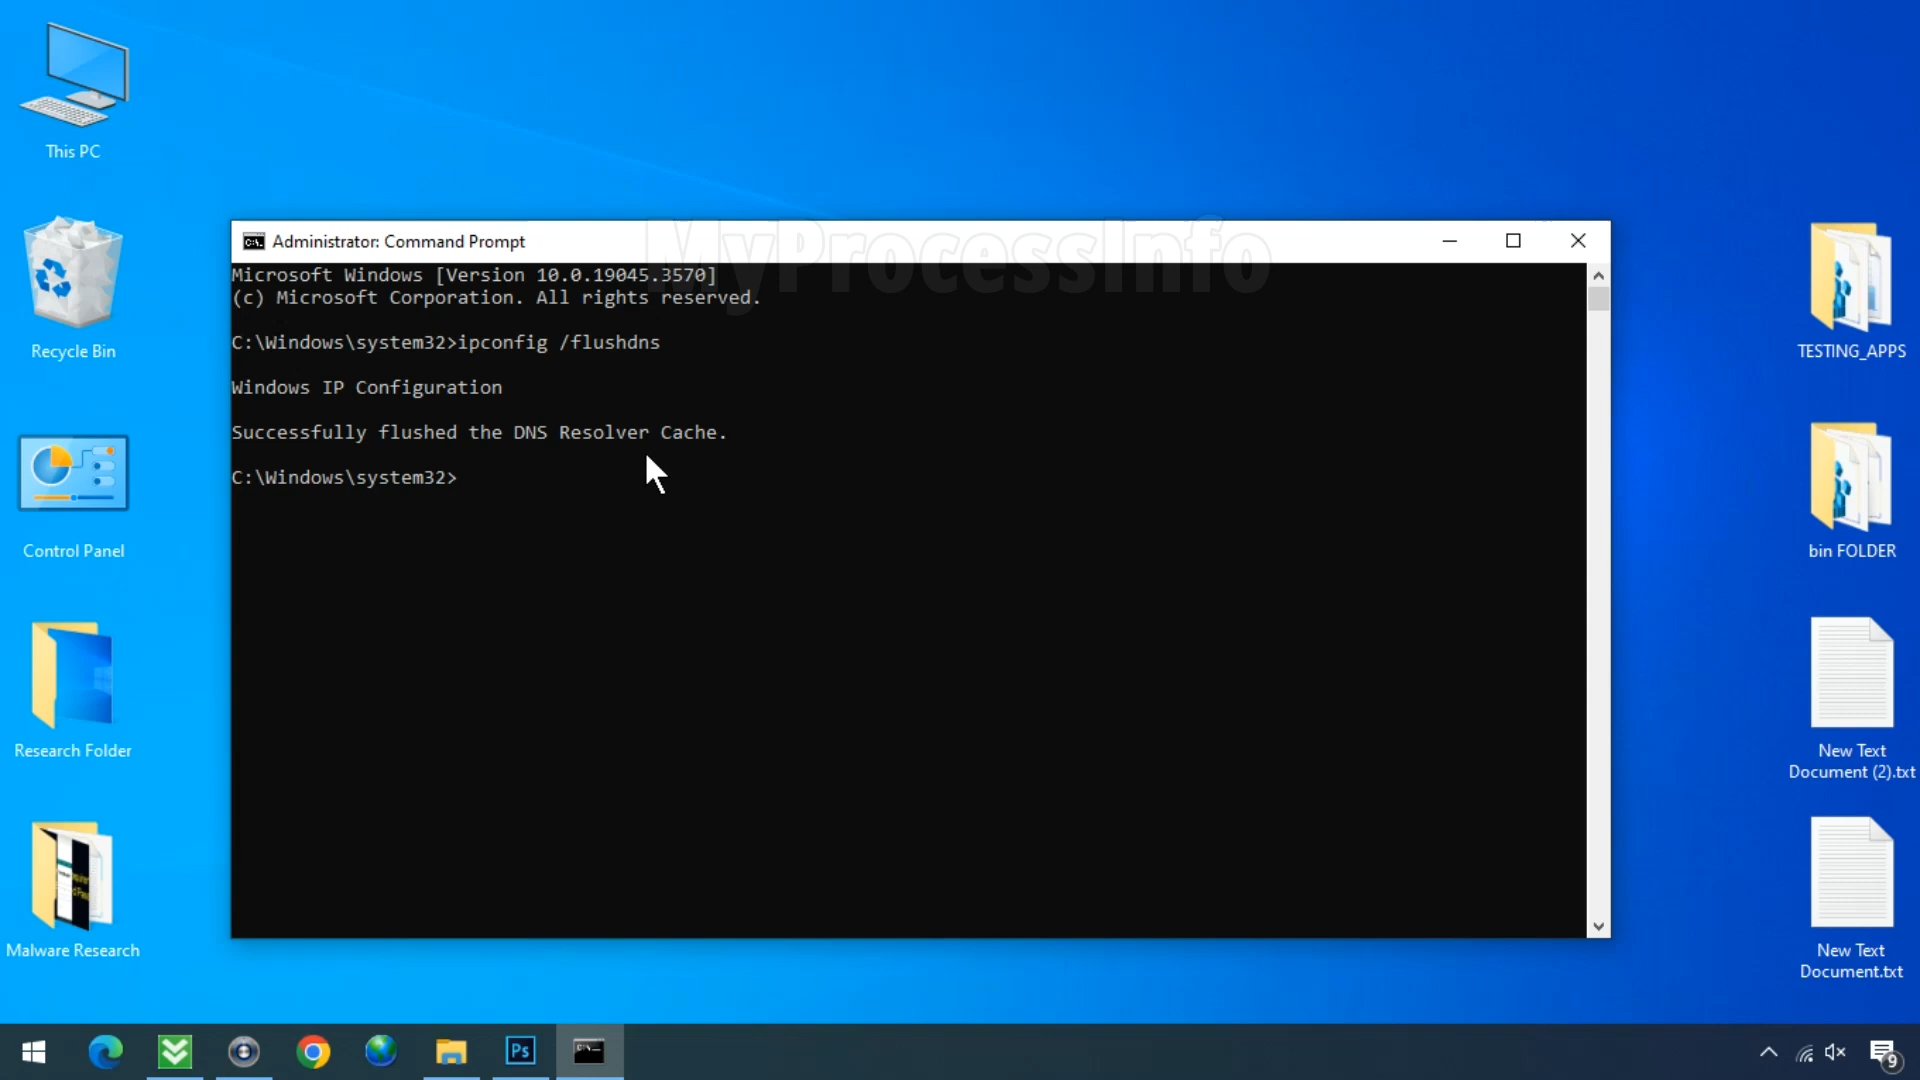 This PC
Recycle Bin
Control Panel
Research Folder
Malware Research
MyProcessInfo
Administrator: Command Prompt
Microsoft Windows [Version 10.0.19045.3570]
(c) Microsoft Corporation. All rights reserved.
C:\Windows\system32>ipconfig /flushdns
Windows IP Configuration
Successfully flushed the DNS Resolver Cache.
C:\Windows\system32>
TESTING_APPS
bin FOLDER
New Text
Document (2).txt
New Text
Document.txt
Ps
9